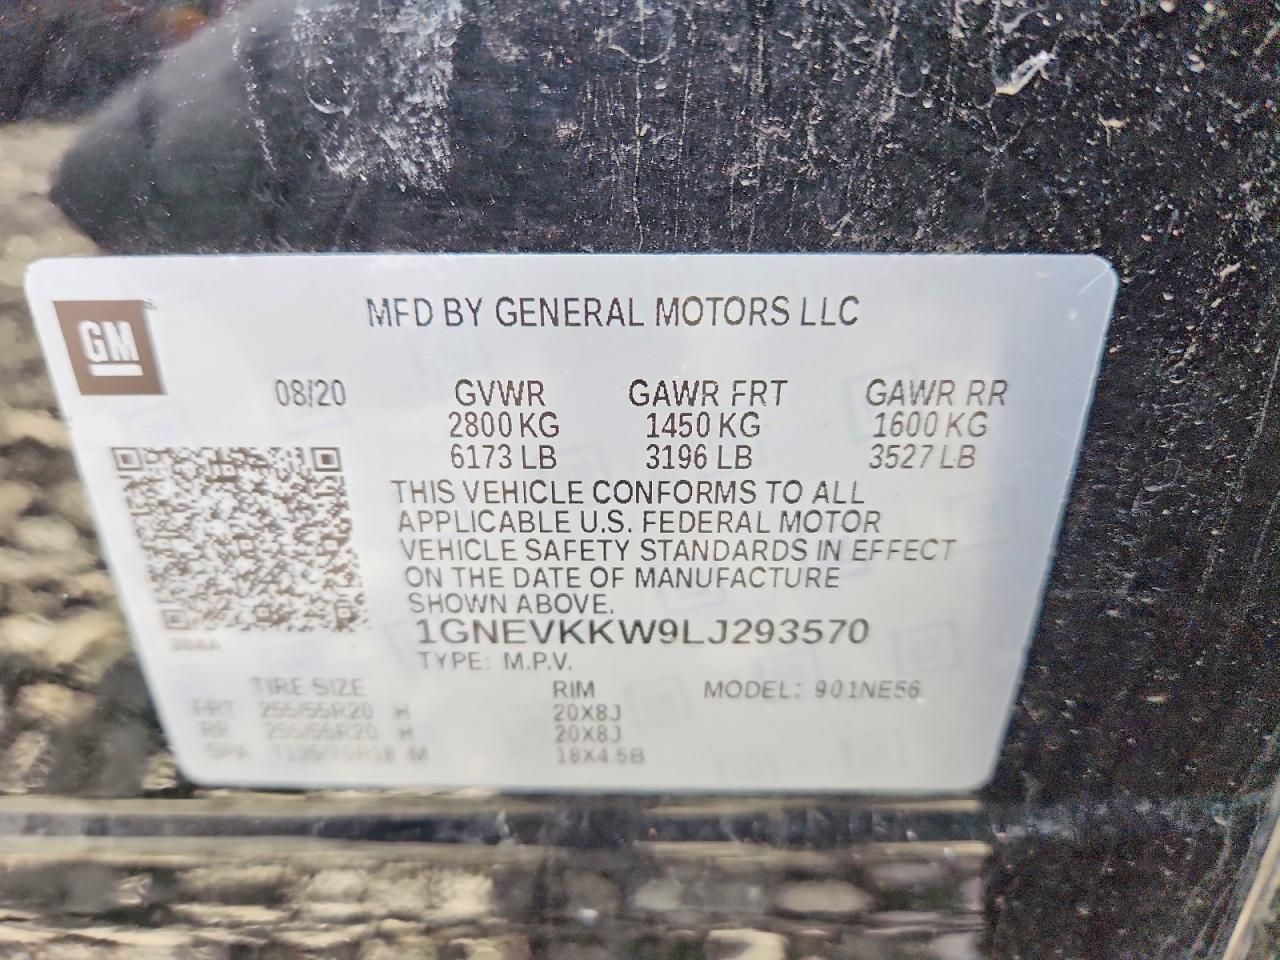 MFD BY GENERAL MOTORS LLC
GM
08/20 GVWR GAWR FRT GAWR RR
2800 KG 1450 KG 1600 KG
6173 LB 3196 LB 3527 LB
THIS VEHICLE CONFORMS TO ALL
APPLICABLE U.S. FEDERAL MOTOR
VEHICLE SAFETY STANDARDS IN EFFECT
ON THE DATE OF MANUFACTURE
SHOWN ABOVE.
1GNEVKKW9LJ293570
TYPE: M.P.V.
TIRE SIZE RIM MODEL: 901NE56
FRT 255/55R20 H 20X8J
RR 255/55R20 H 20X8J
SPA T135/70R18 M 18X4.5B